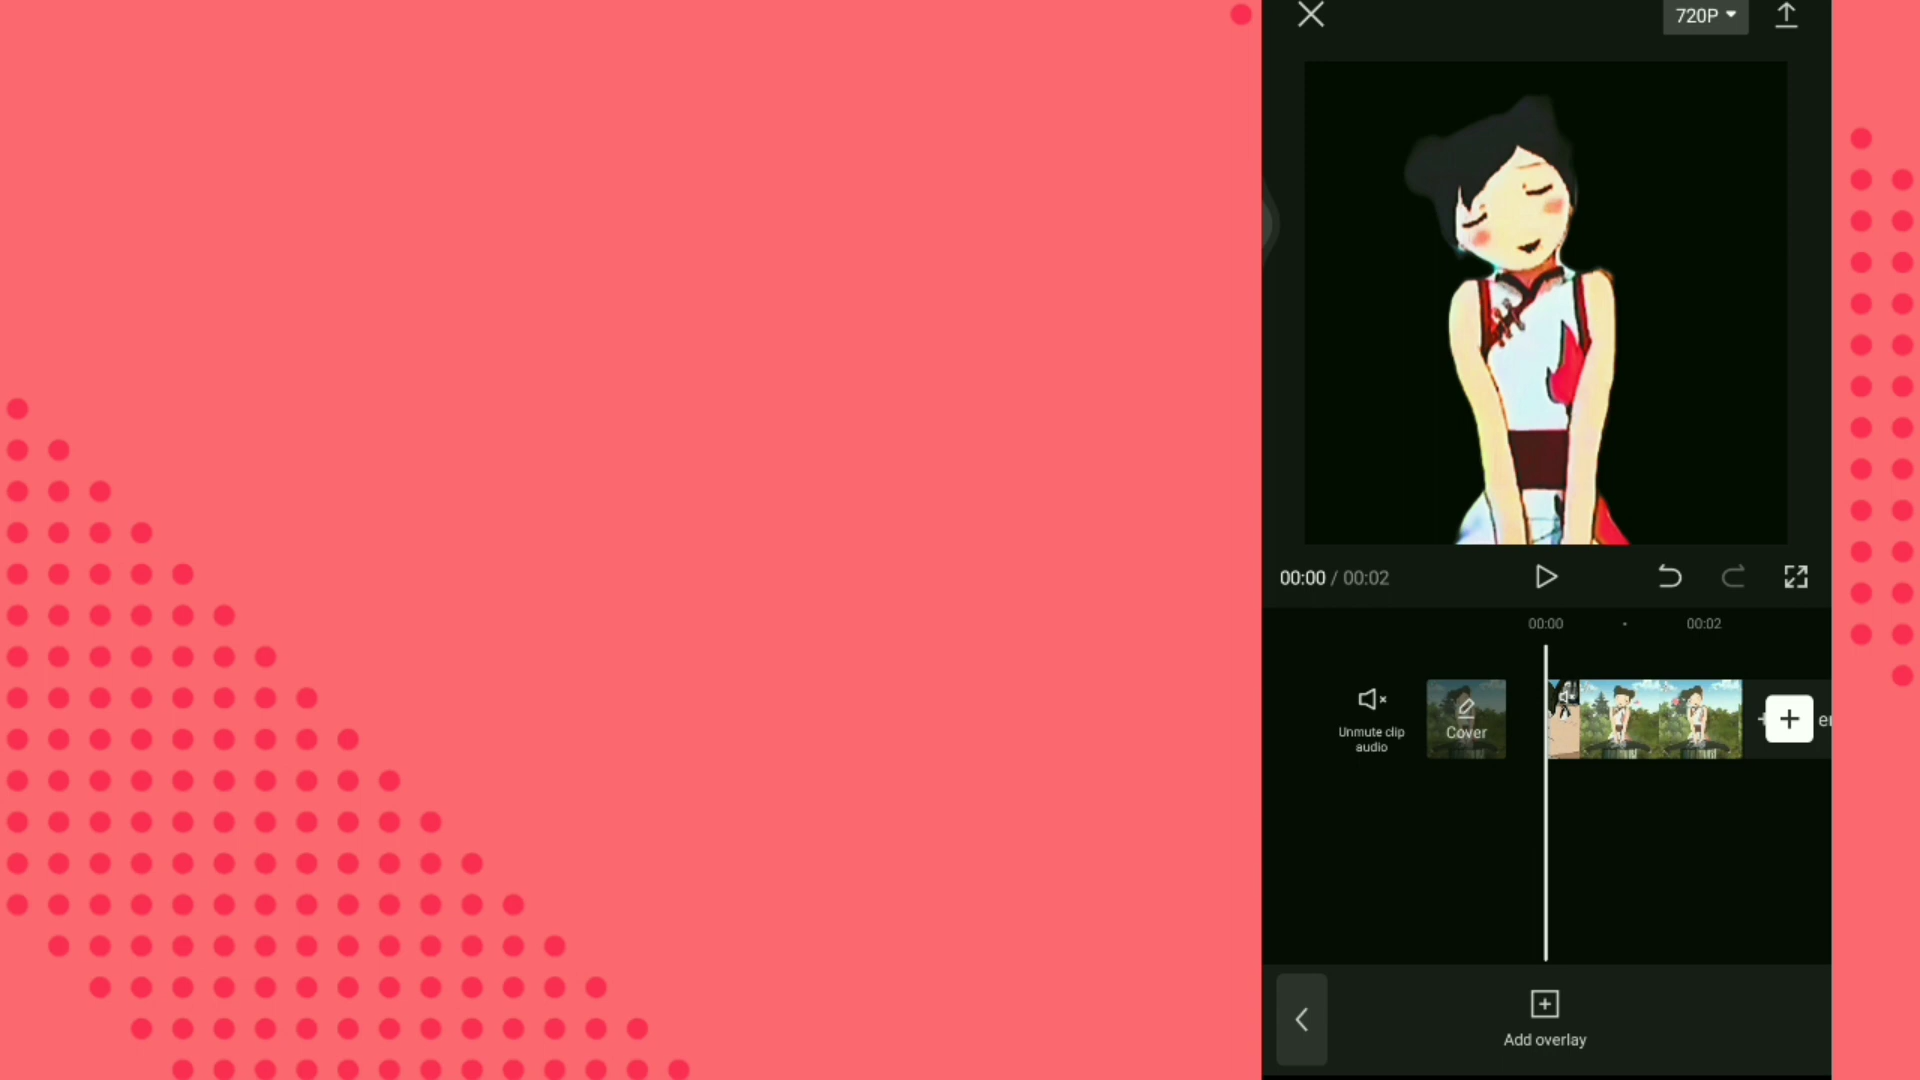 720P
00:00 / 00:02
00:00
00:02
Unmute clip
audio
Cover
Add overlay